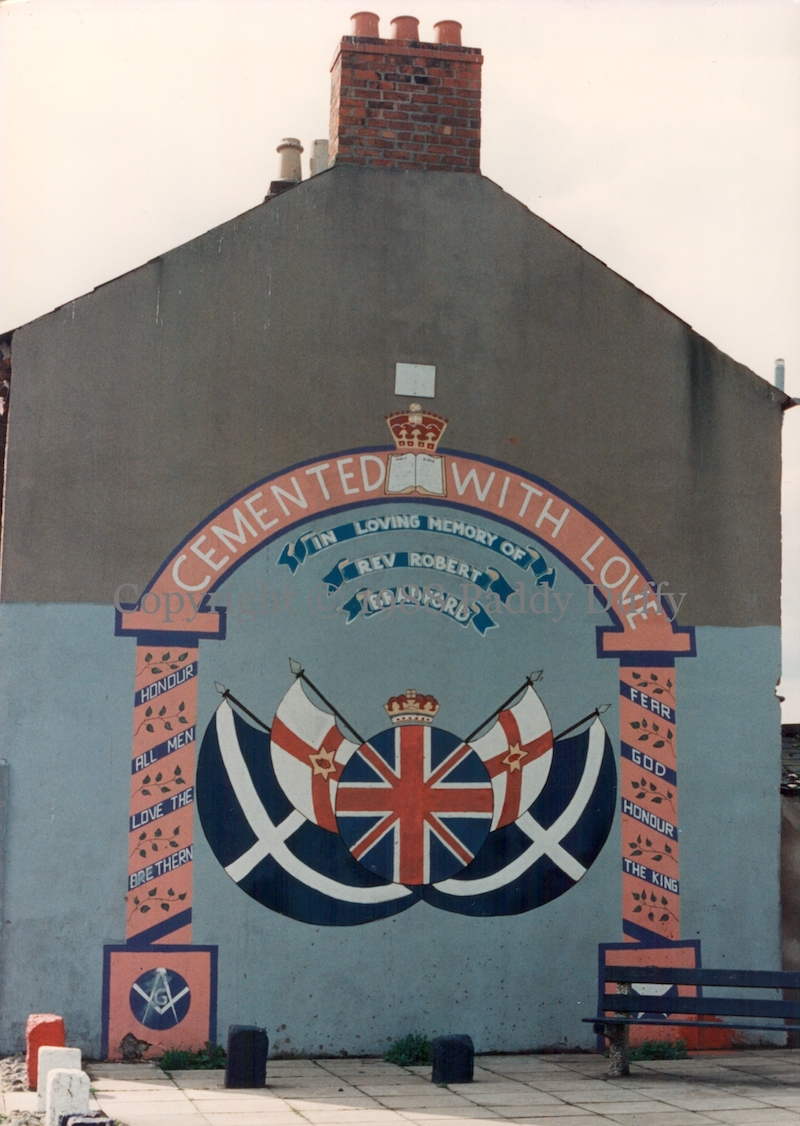 CEMENTED WITH LOVE
IN LOVING MEMORY OF
REV ROBERT
BRADFORD
Copyright Paddy Duffy
HONOUR
ALL MEN
LOVE THE
BRETHERN
FEAR
GOD
HONOUR
THE KING
G